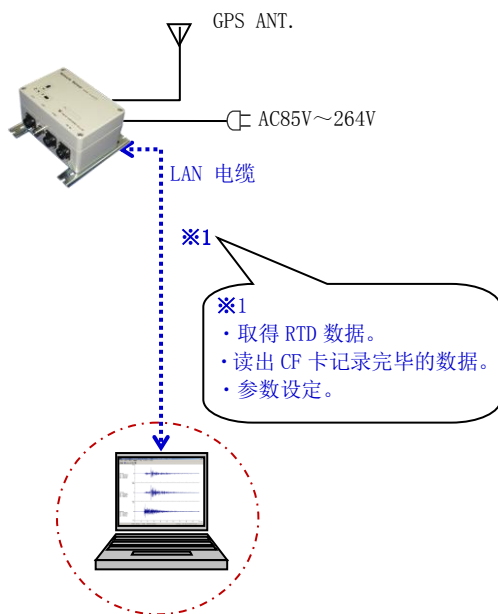 GPS ANT.
AC85V～264V
LAN 电缆
※1
※1
・取得 RTD 数据。
・读出 CF 卡记录完毕的数据。
・参数设定。